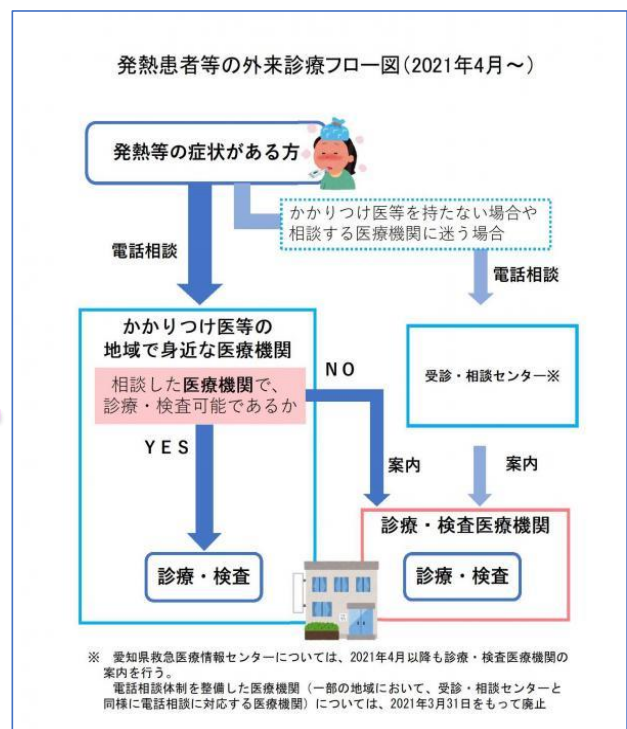 発熱患者等の外来診療フロー図(2021年4月～)
発熱等の症状がある方
かかりつけ医等を持たない場合や
相談する医療機関に迷う場合
電話相談
電話相談
かかりつけ医等の
地域で身近な医療機関
相談した医療機関で、
診療・検査可能であるか
NO
受診・相談センター※
YES
案内
案内
診療・検査医療機関
診療・検査
診療・検査
※　愛知県救急医療情報センターについては、2021年4月以降も診療・検査医療機関の
案内を行う。
電話相談体制を整備した医療機関（一部の地域において、受診・相談センターと
同様に電話相談に対応する医療機関）については、2021年3月31日をもって廃止